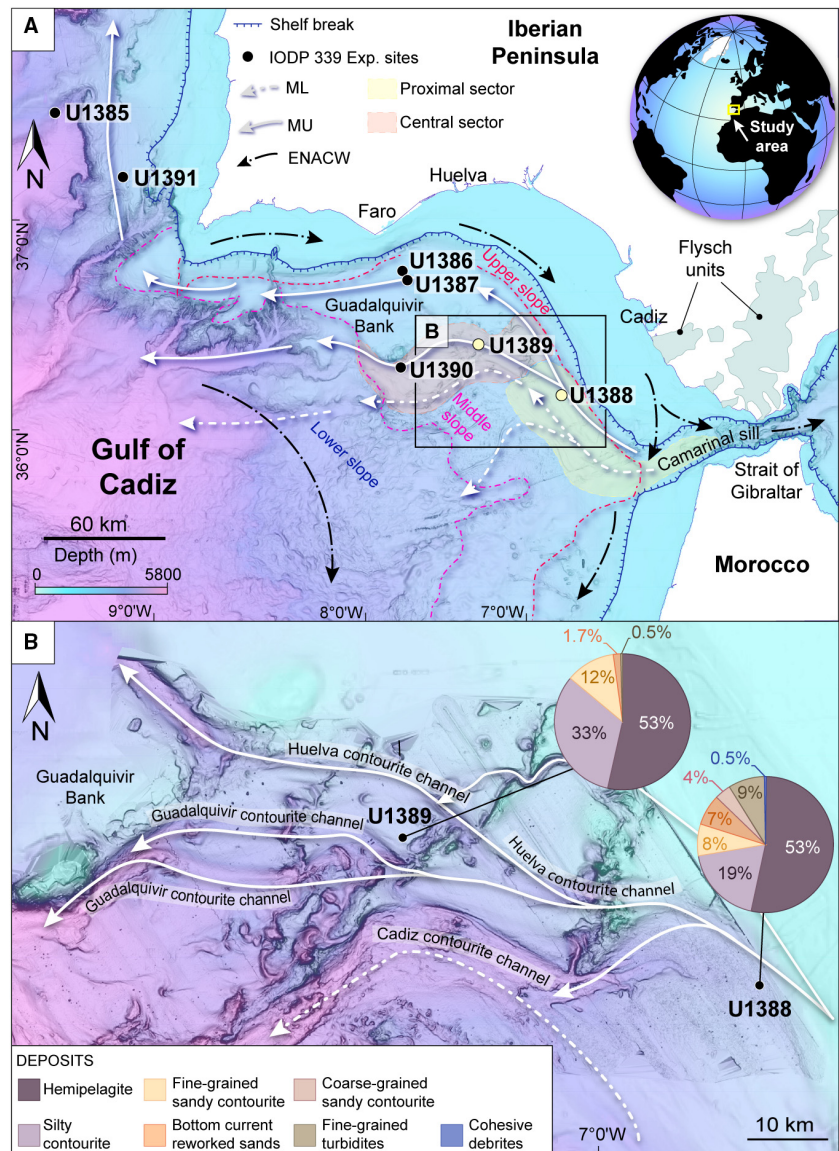 A
Shelf break
IODP 339 Exp. sites
ML
MU
ENACW
Proximal sector
Central sector
Iberian
Peninsula
Study
area
U1385
N
U1391
Huelva
Faro
37°0'N
U1386
U1387
Upper slope
Flysch
units
Guadalquivir
Bank
Cadiz
B
U1389
U1390
U1388
Middle
slope
Lower slope
36°0'N
Gulf of
Cadiz
Camarinal sill
Strait of
Gibraltar
60 km
Depth (m)
0
5800
Morocco
9°0'W
8°0'W
7°0'W
B
N
1.7%
0.5%
12%
33%
53%
Huelva contourite channel
Guadalquivir
Bank
U1389
Guadalquivir contourite channel
0.5%
4%
9%
7%
8%
19%
53%
Huelva contourite channel
Guadalquivir contourite channel
Cadiz contourite channel
U1388
DEPOSITS
Hemipelagite
Fine-grained
sandy contourite
Coarse-grained
sandy contourite
Silty
contourite
Bottom current
reworked sands
Fine-grained
turbidites
Cohesive
debrites
7°0'W
10 km